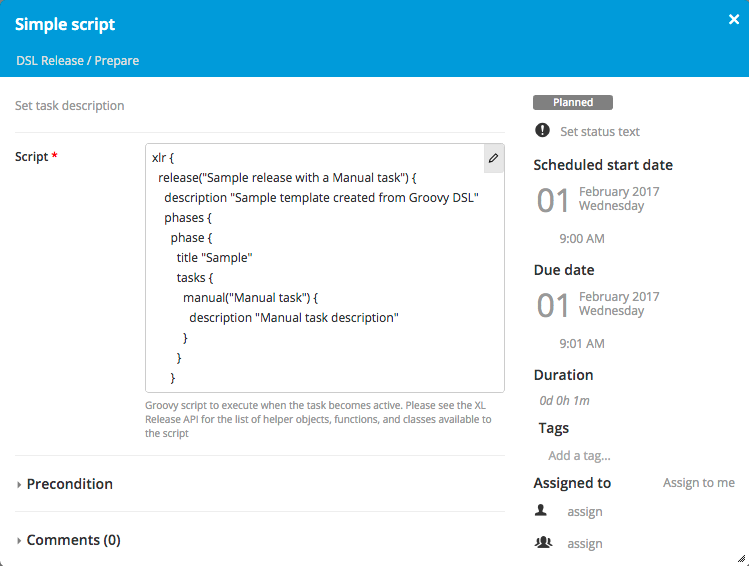 Simple script
DSL Release / Prepare
Set task description
Script *
xlr {
release("Sample release with a Manual task") {
description "Sample template created from Groovy DSL"
phases {
phase {
title "Sample"
tasks {
manual("Manual task") {
description "Manual task description"
}
}
}
Groovy script to execute when the task becomes active. Please see the XL
Release API for the list of helper objects, functions, and classes available to
the script
Precondition
Comments (0)
Planned
Set status text
Scheduled start date
01
February 2017
Wednesday
9:00 AM
Due date
01
February 2017
Wednesday
9:01 AM
Duration
0d 0h 1m
Tags
Add a tag...
Assigned to
Assign to me
assign
assign